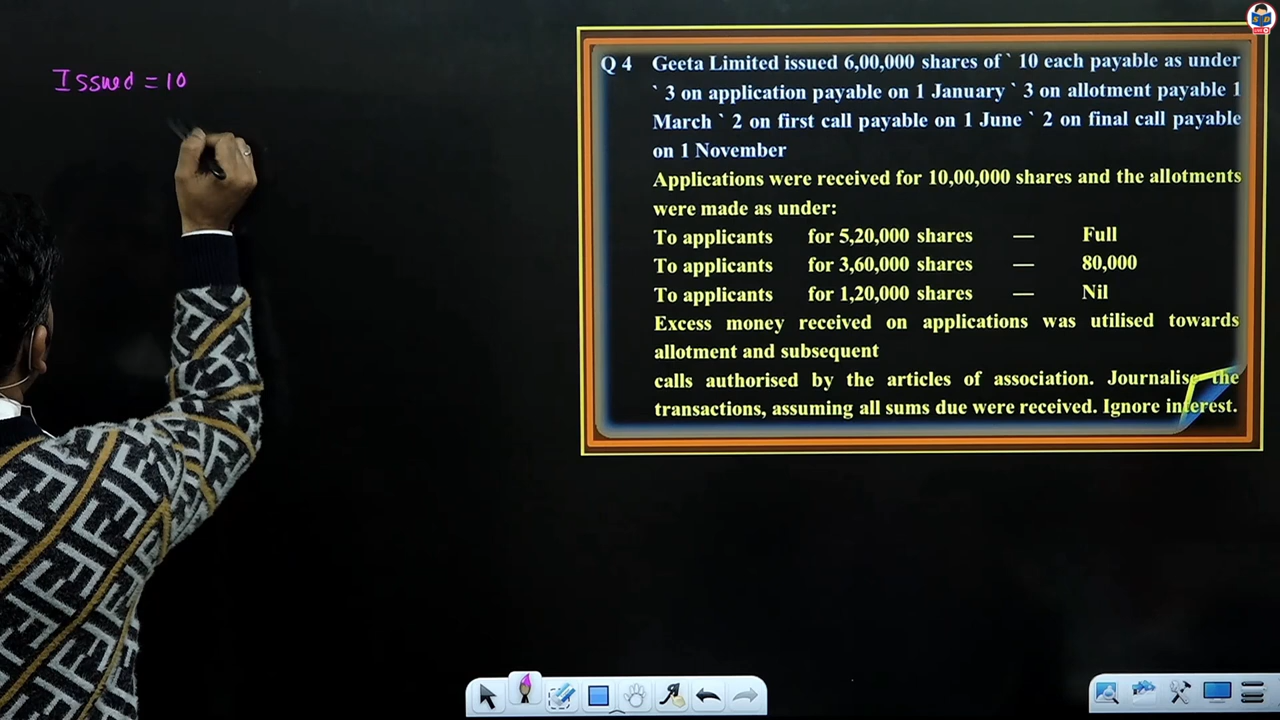 Issued = 10
Q 4 Geeta Limited issued 6,00,000 shares of ` 10 each payable as under
` 3 on application payable on 1 January ` 3 on allotment payable 1
March ` 2 on first call payable on 1 June ` 2 on final call payable
on 1 November
Applications were received for 10,00,000 shares and the allotments
were made as under:
To applicants for 5,20,000 shares — Full
To applicants for 3,60,000 shares — 80,000
To applicants for 1,20,000 shares — Nil
Excess money received on applications was utilised towards
allotment and subsequent
calls authorised by the articles of association. Journalise the
transactions, assuming all sums due were received. Ignore interest.